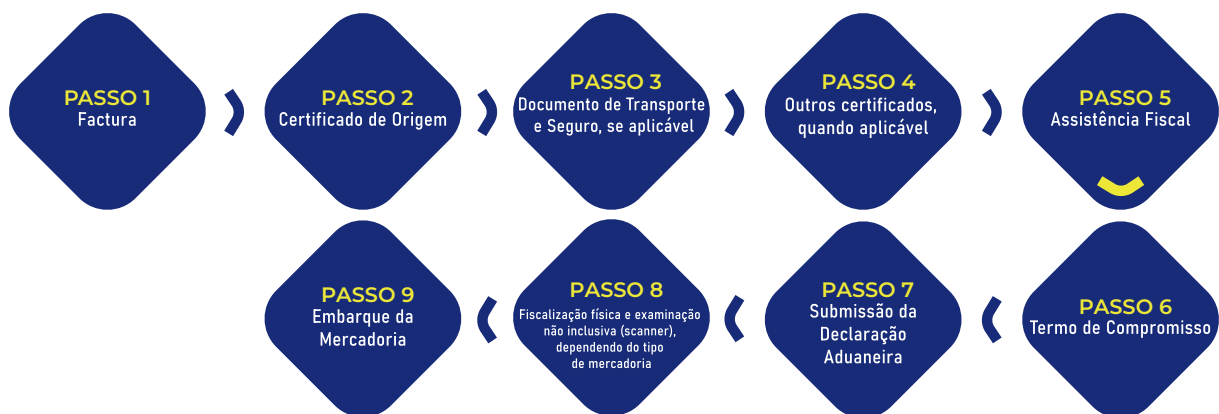 PASSO 1
Factura
PASSO 2
Certificado de Origem
PASSO 3
Documento de Transporte
e Seguro, se aplicável
PASSO 4
Outros certificados,
quando aplicável
PASSO 5
Assistência Fiscal
PASSO 6
Termo de Compromisso
PASSO 7
Submissão da
Declaração
Aduaneira
PASSO 8
Fiscalização física e examinação
não inclusiva (scanner),
dependendo do tipo
de mercadoria
PASSO 9
Embarque da
Mercadoria